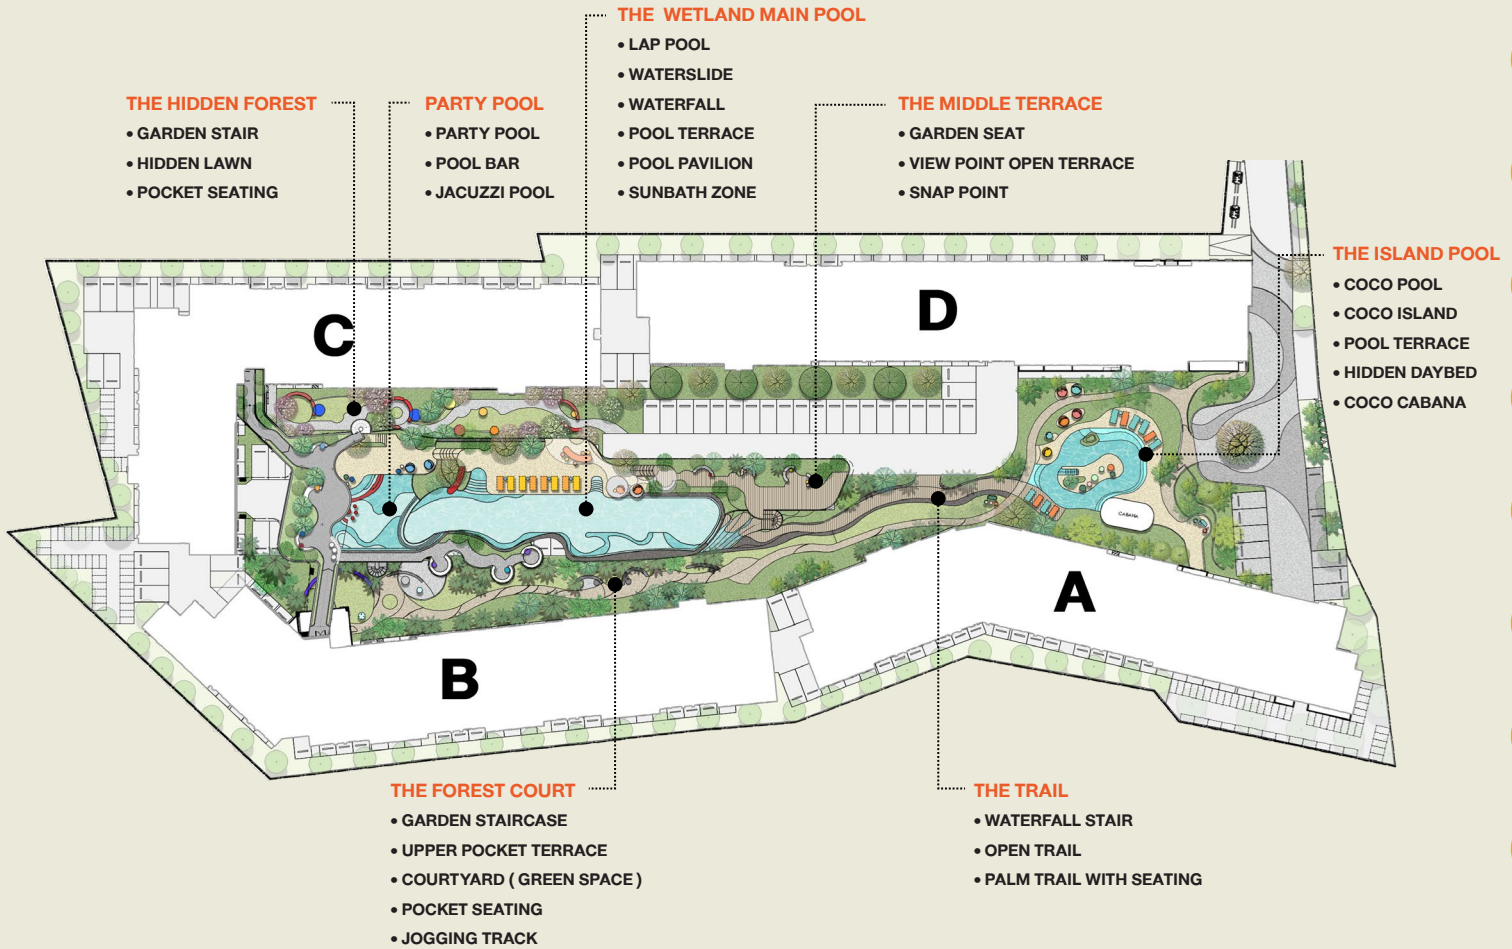 THE WETLAND MAIN POOL
• LAP POOL
• WATERSLIDE
• WATERFALL
• POOL TERRACE
• POOL PAVILION
• SUNBATH ZONE
THE HIDDEN FOREST
• GARDEN STAIR
• HIDDEN LAWN
• POCKET SEATING
PARTY POOL
• PARTY POOL
• POOL BAR
• JACUZZI POOL
THE MIDDLE TERRACE
• GARDEN SEAT
• VIEW POINT OPEN TERRACE
• SNAP POINT
THE ISLAND POOL
• COCO POOL
• COCO ISLAND
• POOL TERRACE
• HIDDEN DAYBED
• COCO CABANA
C
D
CABANA
A
B
THE FOREST COURT
• GARDEN STAIRCASE
• UPPER POCKET TERRACE
• COURTYARD ( GREEN SPACE )
• POCKET SEATING
• JOGGING TRACK
THE TRAIL
• WATERFALL STAIR
• OPEN TRAIL
• PALM TRAIL WITH SEATING